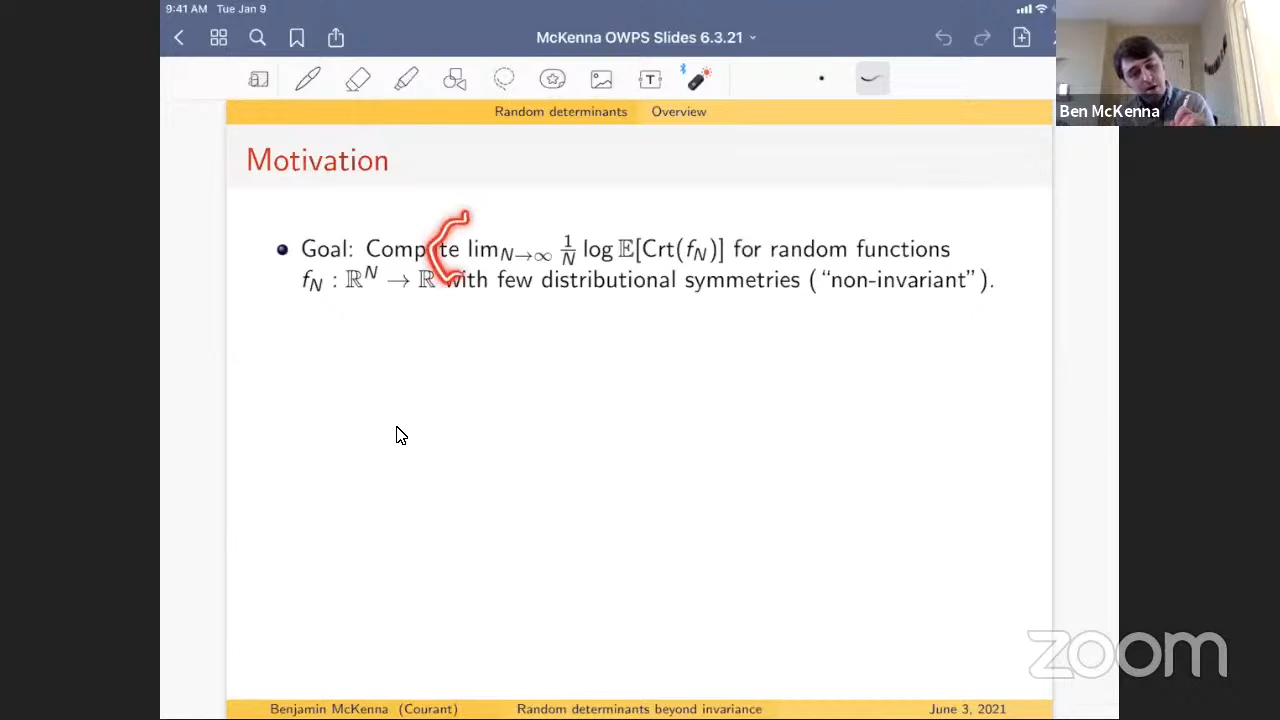 9:41 AM Tue Jan 9
McKenna OWPS Slides 6.3.21
T
Random determinants Overview
Ben McKenna
Motivation
Goal: Compute lim_{N→∞} 1/N log 𝔼[Crt(f_N)] for random functions
f_N : ℝ^N → ℝ with few distributional symmetries ("non-invariant").
zoom
Benjamin McKenna (Courant) Random determinants beyond invariance June 3, 2021